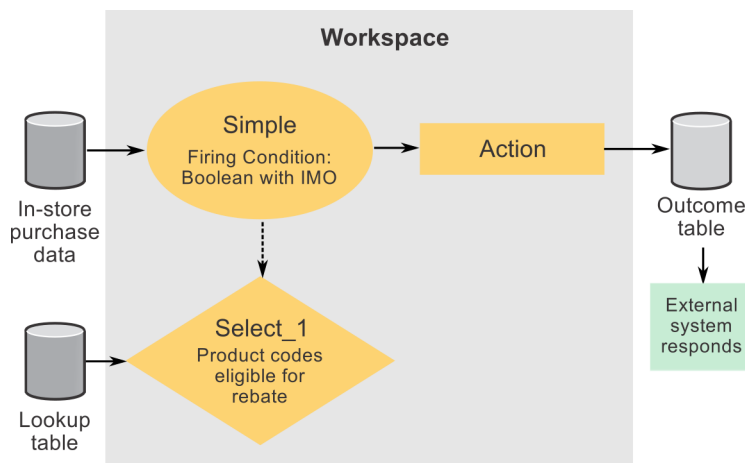 Workspace
Simple
Firing Condition:
Boolean with IMO
Action
In-store
purchase
data
Outcome
table
External
system
responds
Select_1
Product codes
eligible for
rebate
Lookup
table